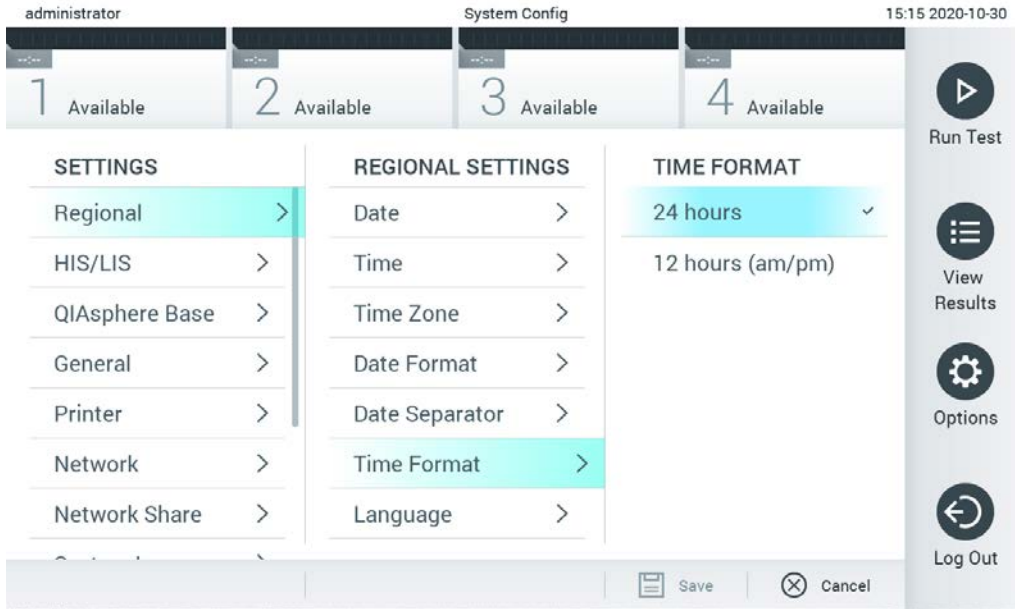 administrator
System Config
15:15 2020-10-30
--:--
--:--
--:--
--:--
1 Available
2 Available
3 Available
4 Available
Run Test
View
Results
Options
Log Out
SETTINGS
Regional
HIS/LIS
QIAsphere Base
General
Printer
Network
Network Share
REGIONAL SETTINGS
Date
Time
Time Zone
Date Format
Date Separator
Time Format
Language
TIME FORMAT
24 hours
12 hours (am/pm)
Save
Cancel